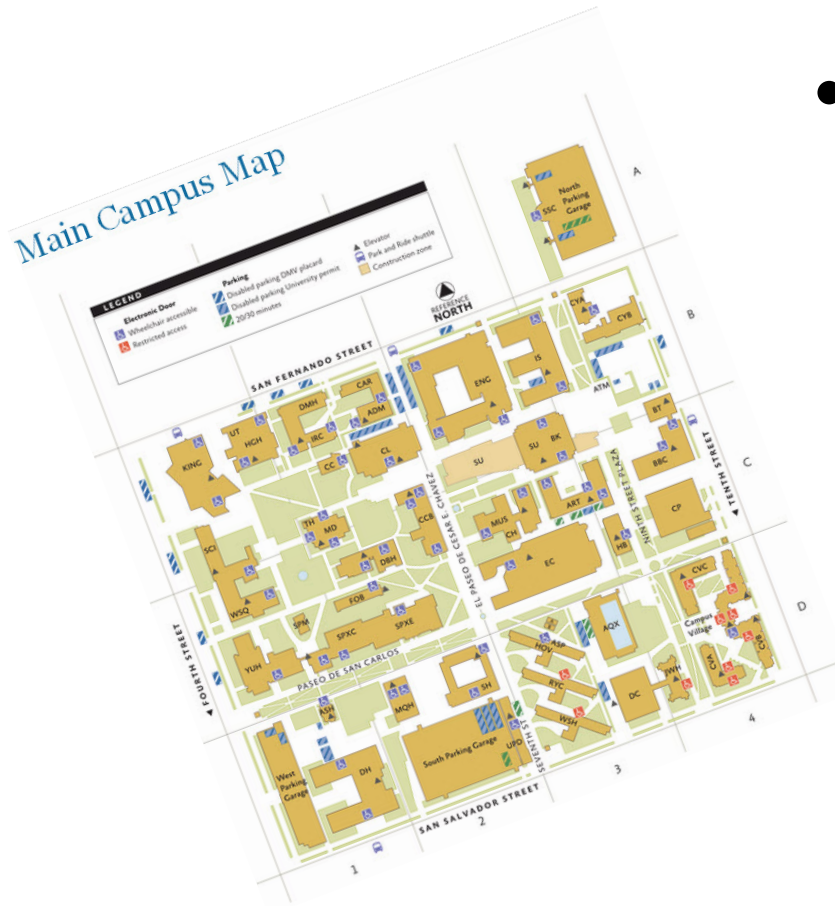 Main Campus Map
LEGEND
Electronic Door
Wheelchair accessible
Restricted access
Parking
Disabled parking DMV placard
Disabled parking University permit
20/30 minutes
Elevator
Park and Ride shuttle
Construction zone
REFERENCE
NORTH
A
B
C
D
1
2
3
4
North
Parking
Garage
SSC
SAN FERNANDO STREET
CYA
CYB
IS
ENG
ATM
CAR
DMH
ADM
UT
HGH
IRC
CL
CC
KING
BT
BBC
SU
SU
BK
TENTH STREET
NINTH STREET PLAZA
EL PASEO DE CESAR E. CHAVEZ
CP
ART
MUS
CH
CCB
TH
MD
DBH
SCI
WSQ
HB
EC
FOB
SPM
SPXC
SPXE
CVC
Campus
Village
CVB
CVA
AQX
ASP
HOV
RYC
WSH
DC
JWH
YUH
PASEO DE SAN CARLOS
FOURTH STREET
SH
MQH
ASH
South Parking Garage
UPD
SEVENTH ST
West
Parking
Garage
DH
SAN SALVADOR STREET